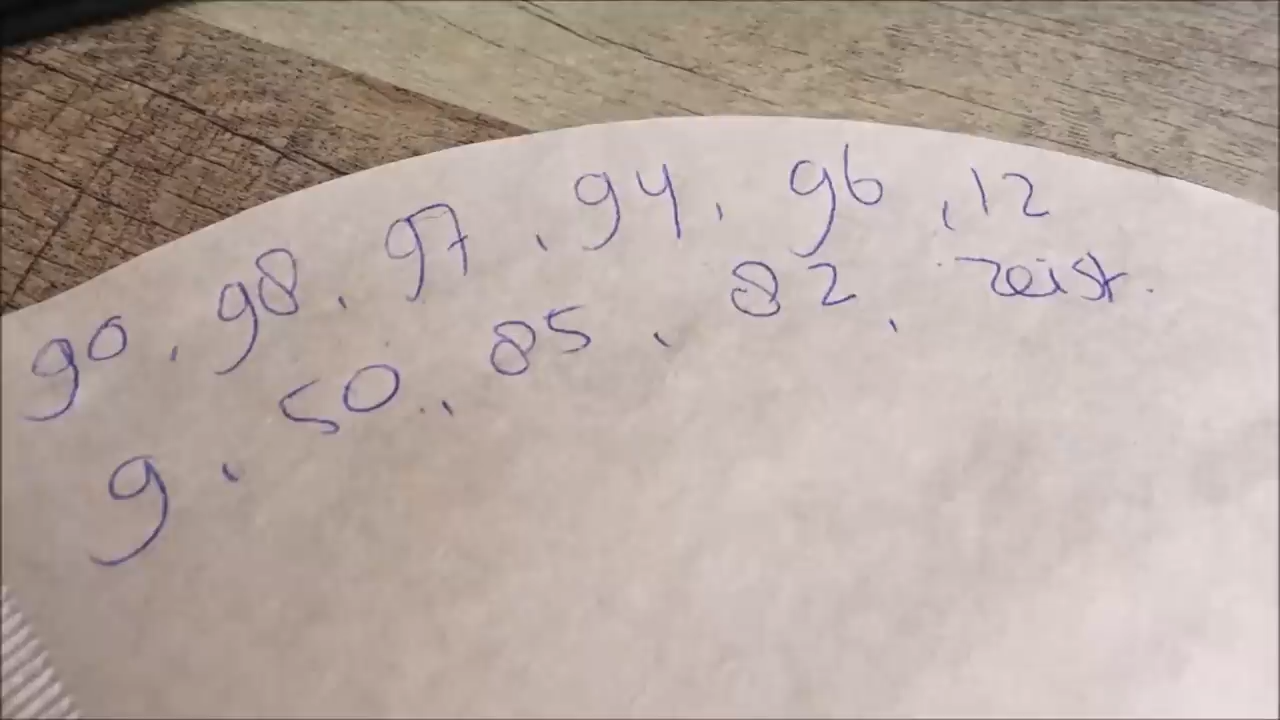 90, 98, 97, 94, 96, 12
9, 50, 85, 82, zeist.